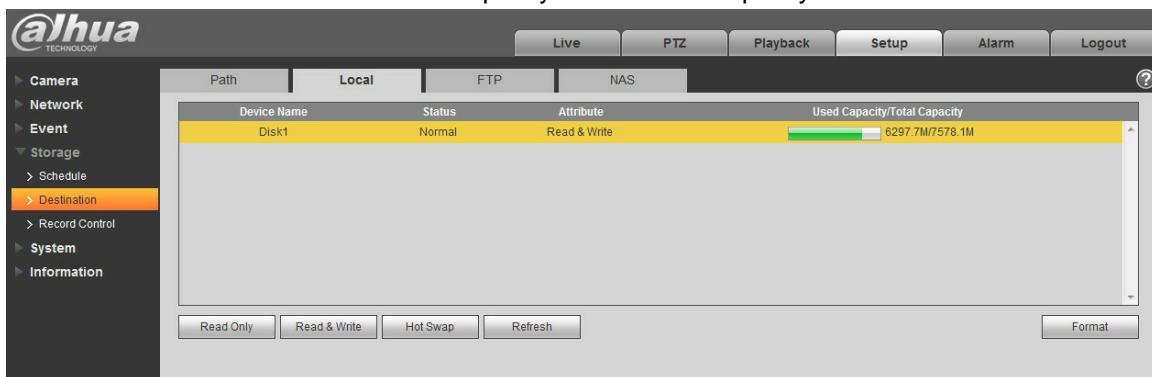 alhua
TECHNOLOGY
Live PTZ Playback Setup Alarm Logout
Camera
Network
Event
Storage
> Schedule
> Destination
> Record Control
System
Information
Path Local FTP NAS ?
Device Name Status Attribute Used Capacity/Total Capacity
Disk1 Normal Read & Write 6297.7M/7578.1M
Read Only Read & Write Hot Swap Refresh Format